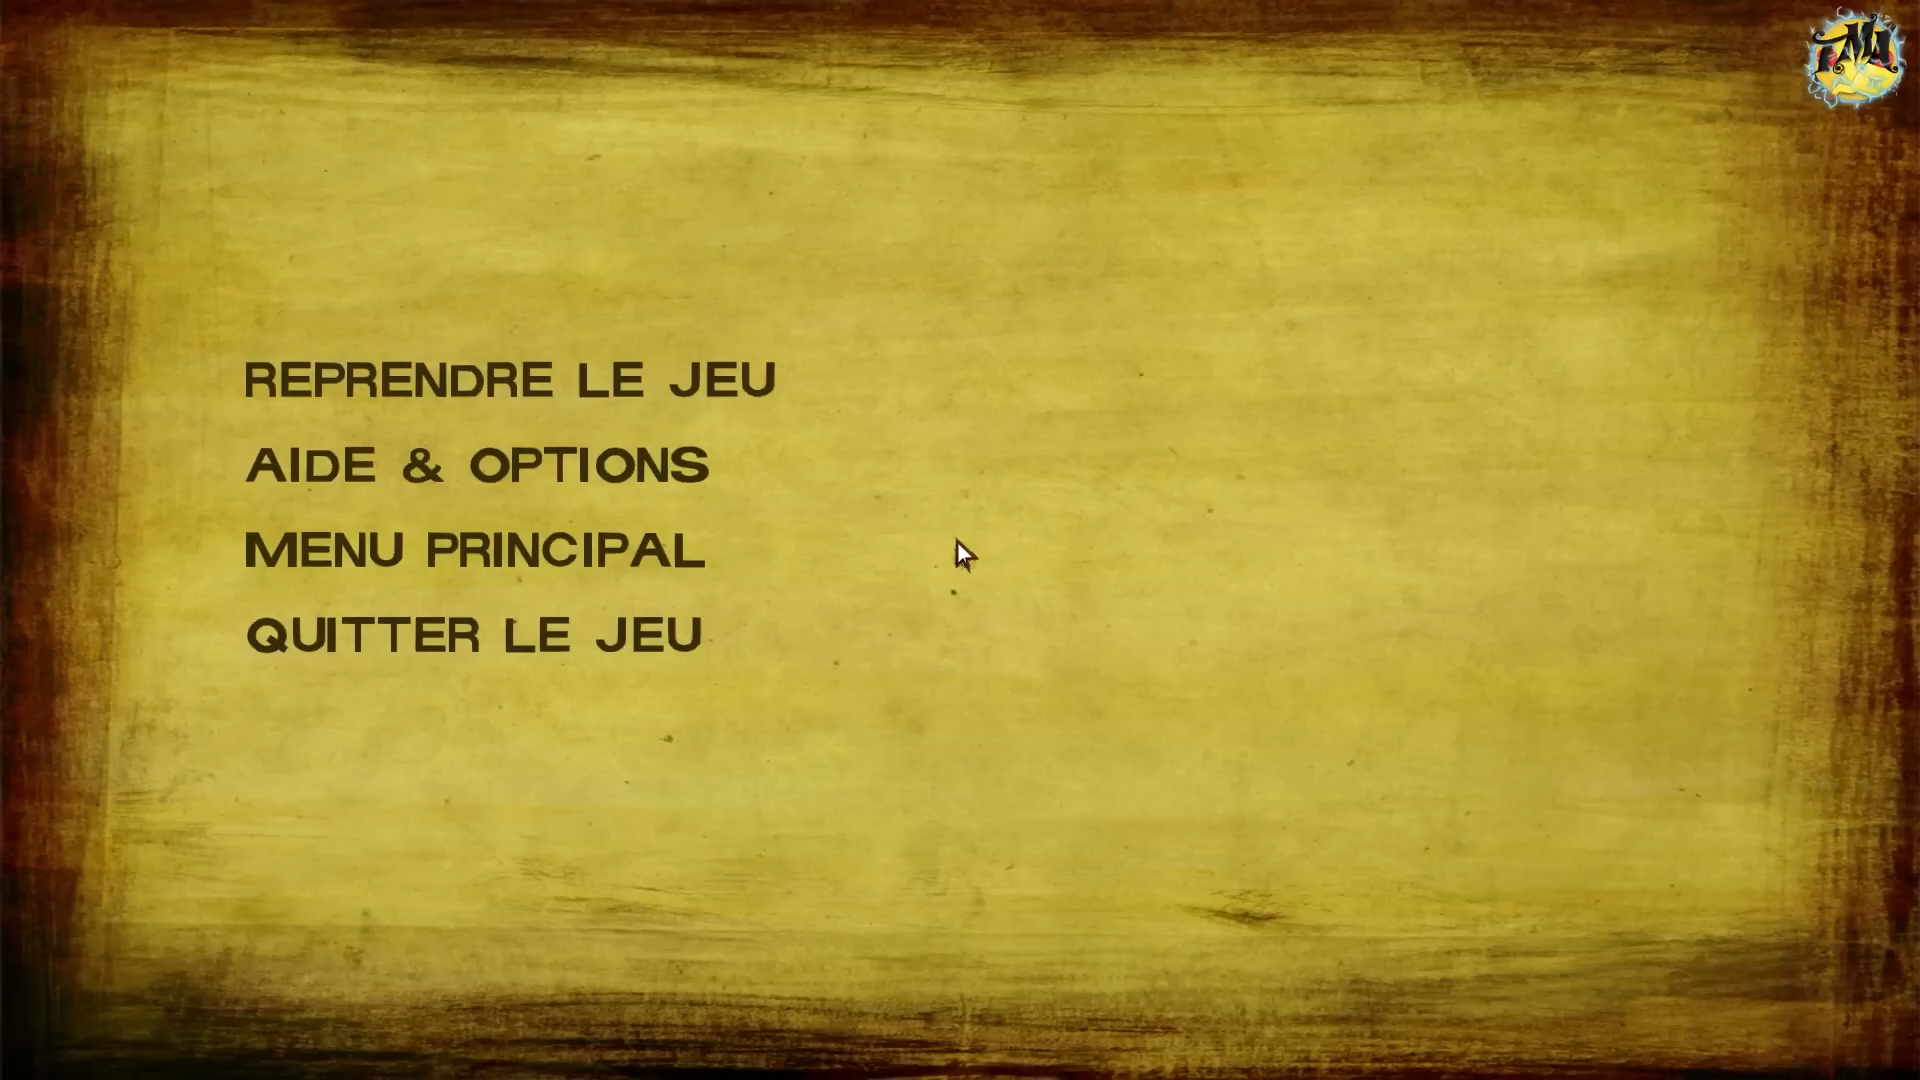 REPRENDRE LE JEU
AIDE & OPTIONS
MENU PRINCIPAL
QUITTER LE JEU